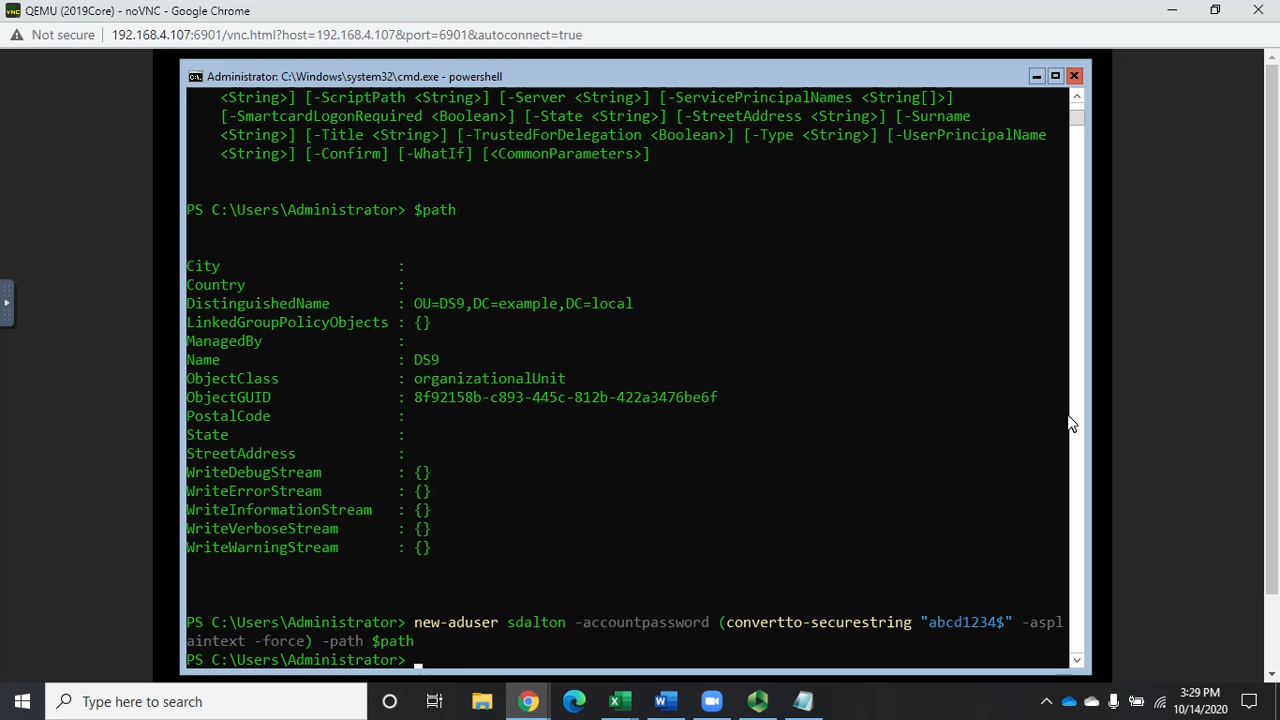 QEMU (2019Core) - noVNC - Google Chrome
Not secure 192.168.4.107:6901/vnc.html?host=192.168.4.107&port=6901&autoconnect=true
Administrator: C:\Windows\system32\cmd.exe - powershell
<String>] [-ScriptPath <String>] [-Server <String>] [-ServicePrincipalNames <String[]>]
[-SmartcardLogonRequired <Boolean>] [-State <String>] [-StreetAddress <String>] [-Surname
<String>] [-Title <String>] [-TrustedForDelegation <Boolean>] [-Type <String>] [-UserPrincipalName
<String>] [-Confirm] [-WhatIf] [<CommonParameters>]
PS C:\Users\Administrator> $path
City :
Country :
DistinguishedName : OU=DS9,DC=example,DC=local
LinkedGroupPolicyObjects : {}
ManagedBy :
Name : DS9
ObjectClass : organizationalUnit
ObjectGUID : 8f92158b-c893-445c-812b-422a3476be6f
PostalCode :
State :
StreetAddress :
WriteDebugStream : {}
WriteErrorStream : {}
WriteInformationStream : {}
WriteVerboseStream : {}
WriteWarningStream : {}
PS C:\Users\Administrator> new-aduser sdalton -accountpassword (convertto-securestring "abcd1234$" -aspl
aintext -force) -path $path
PS C:\Users\Administrator>
Type here to search
3:29 PM
10/14/2020